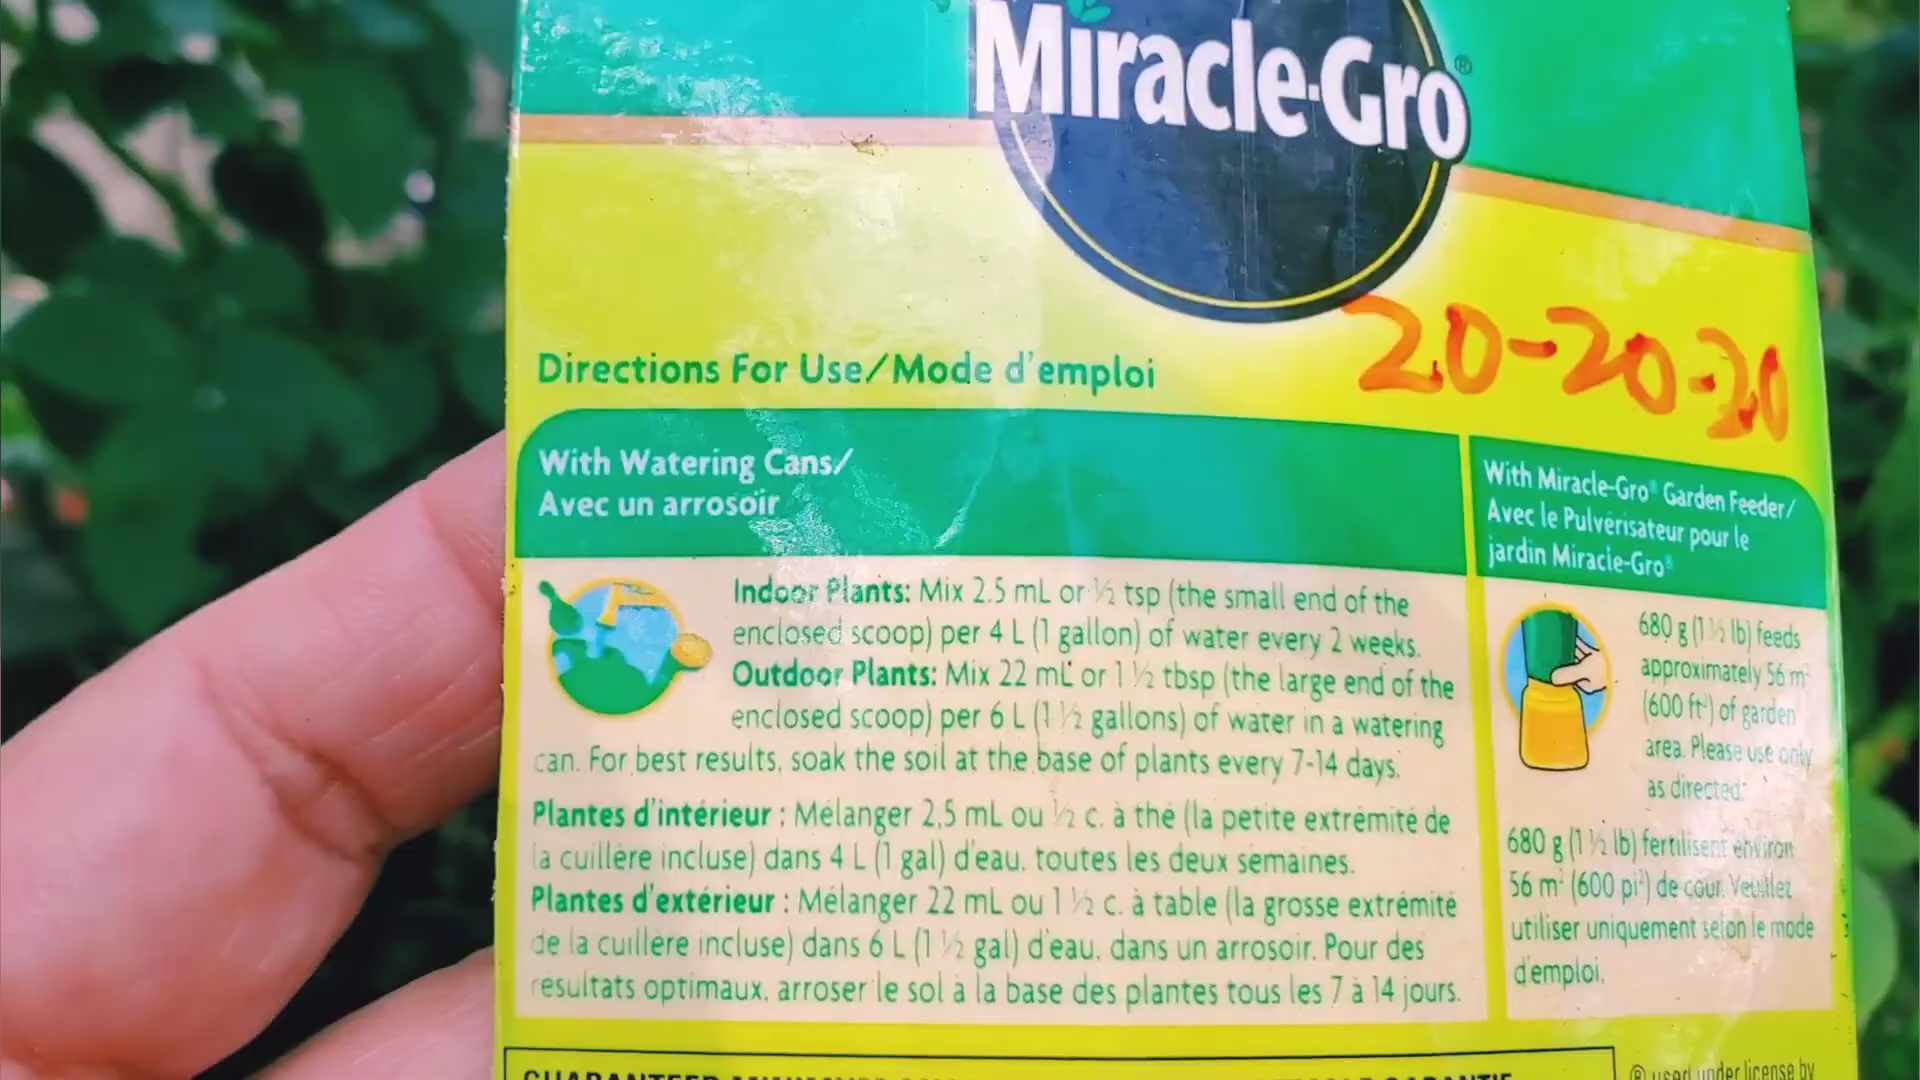 Miracle-Gro®
20-20-20
Directions For Use/Mode d'emploi
With Watering Cans/
Avec un arrosoir
Indoor Plants: Mix 2.5 mL or ½ tsp (the small end of the
enclosed scoop) per 4 L (1 gallon) of water every 2 weeks.
Outdoor Plants: Mix 22 mL or 1 ½ tbsp (the large end of the
enclosed scoop) per 6 L (1 ½ gallons) of water in a watering
can. For best results, soak the soil at the base of plants every 7-14 days.
Plantes d'intérieur : Mélanger 2,5 mL ou ½ c. à thé (la petite extrémité de
la cuillère incluse) dans 4 L (1 gal) d'eau, toutes les deux semaines.
Plantes d'extérieur : Mélanger 22 mL ou 1 ½ c. à table (la grosse extrémité
de la cuillère incluse) dans 6 L (1 ½ gal) d'eau, dans un arrosoir. Pour des
résultats optimaux, arroser le sol à la base des plantes tous les 7 à 14 jours.
With Miracle-Gro® Garden Feeder/
Avec le Pulvérisateur pour le
jardin Miracle-Gro®
680 g (1 ½ lb) feeds
approximately 56 m²
(600 ft²) of garden
area. Please use only
as directed.
680 g (1 ½ lb) fertilisent environ
56 m² (600 pi²) de cour. Veuillez
utiliser uniquement selon le mode
d'emploi.
GUARANTEED GARANTIE
® used under license by